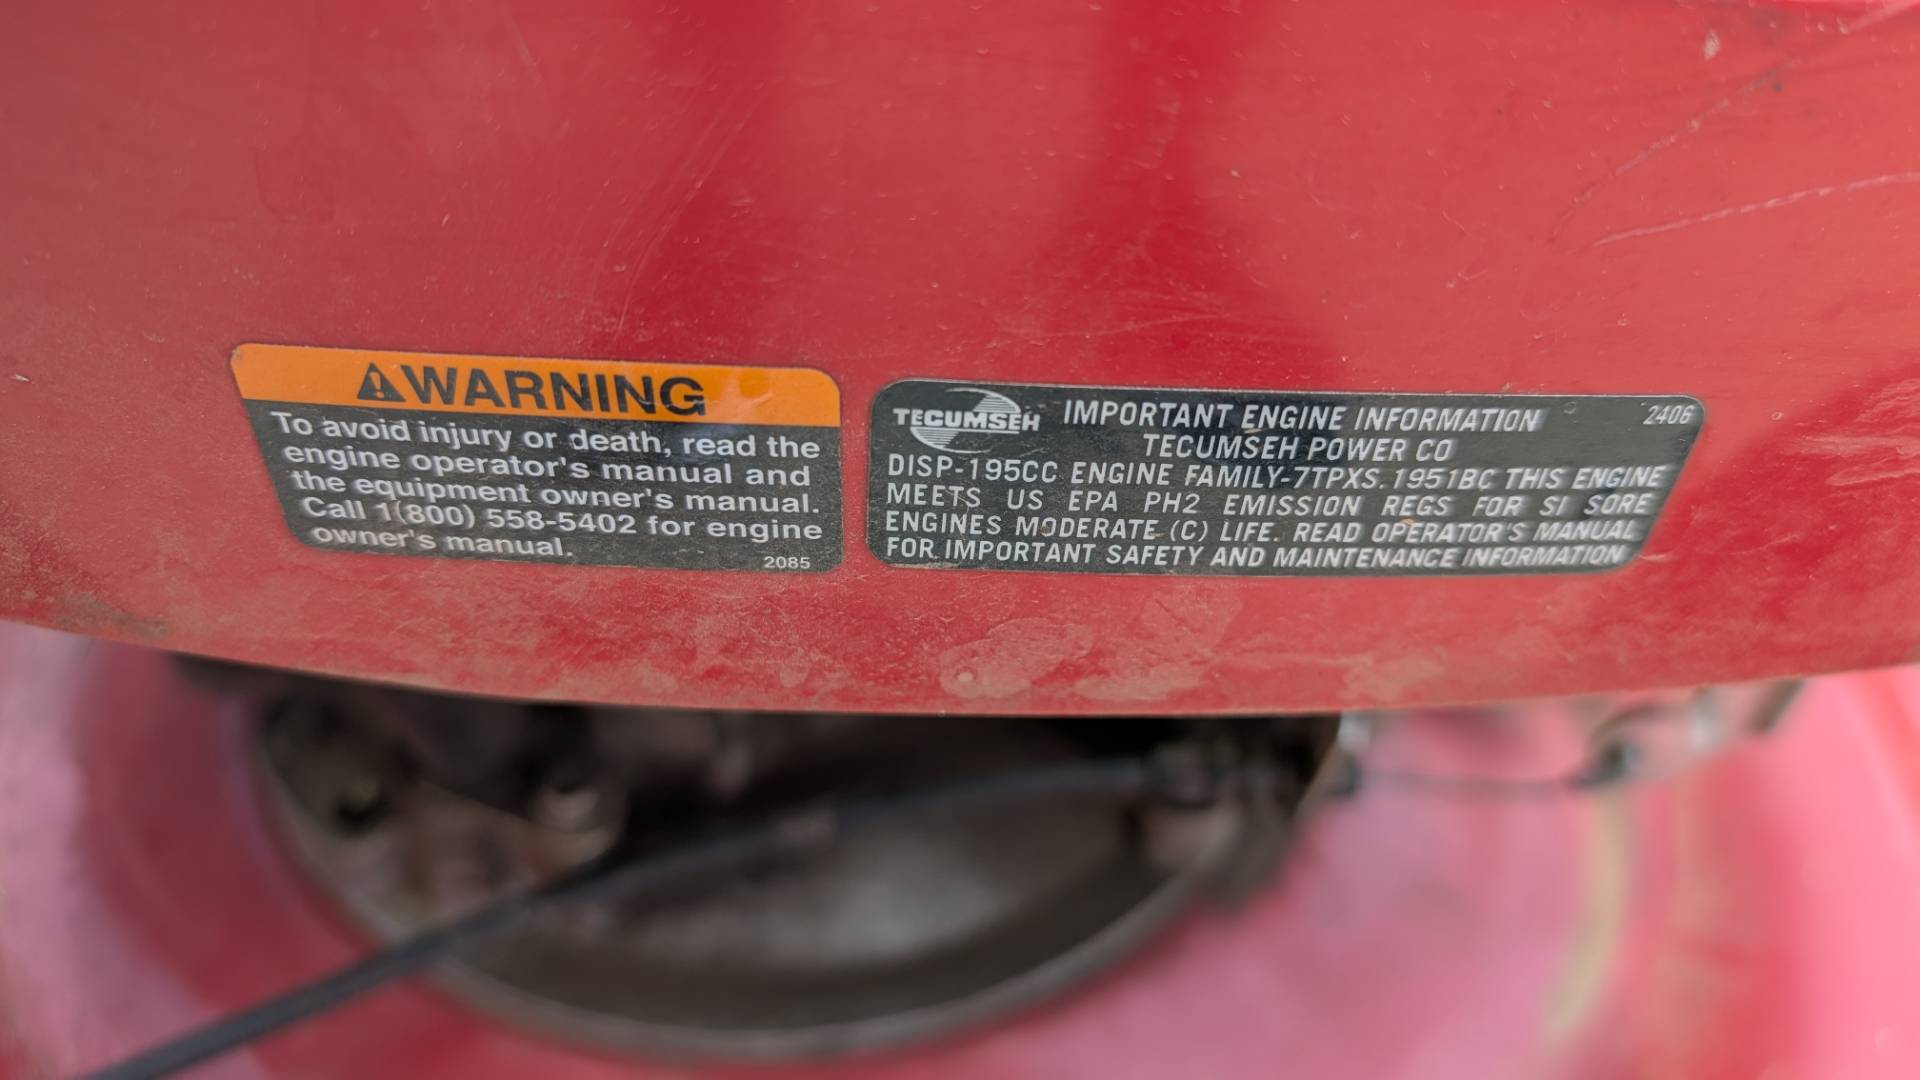 WARNING
To avoid injury or death, read the
engine operator's manual and
the equipment owner's manual.
Call 1(800) 558-5402 for engine
owner's manual.
2085
TECUMSEH IMPORTANT ENGINE INFORMATION 2406
TECUMSEH POWER CO
DISP-195CC ENGINE FAMILY-7TPXS.1951BC THIS ENGINE
MEETS US EPA PH2 EMISSION REGS FOR SI SORE
ENGINES MODERATE (C) LIFE. READ OPERATOR'S MANUAL
FOR IMPORTANT SAFETY AND MAINTENANCE INFORMATION